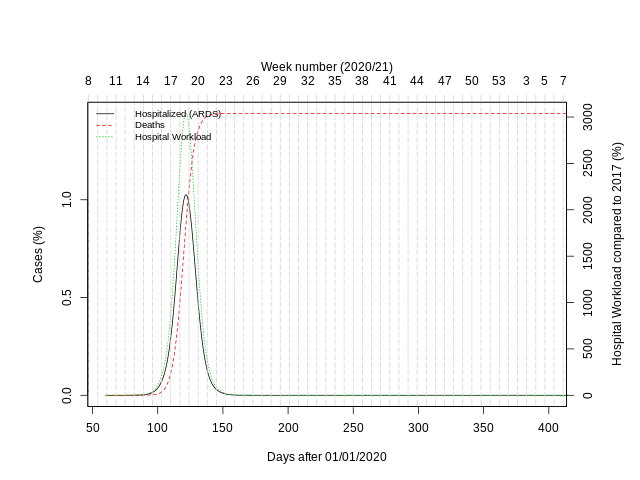 Week number (2020/21)
8 11 14 17 20 23 26 29 32 35 38 41 44 47 50 53 3 5 7
Hospitalized (ARDS)
Deaths
Hospital Workload
Cases (%)
0.0 0.5 1.0
Hospital Workload compared to 2017 (%)
0 500 1000 1500 2000 2500 3000
50 100 150 200 250 300 350 400
Days after 01/01/2020